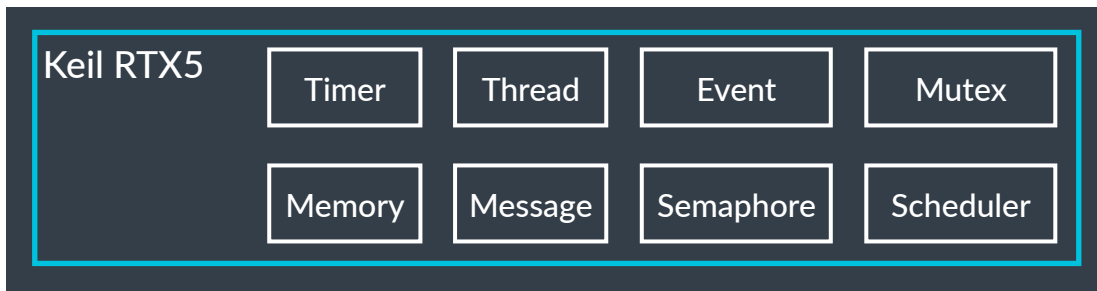 Keil RTX5
Timer
Thread
Event
Mutex
Memory
Message
Semaphore
Scheduler